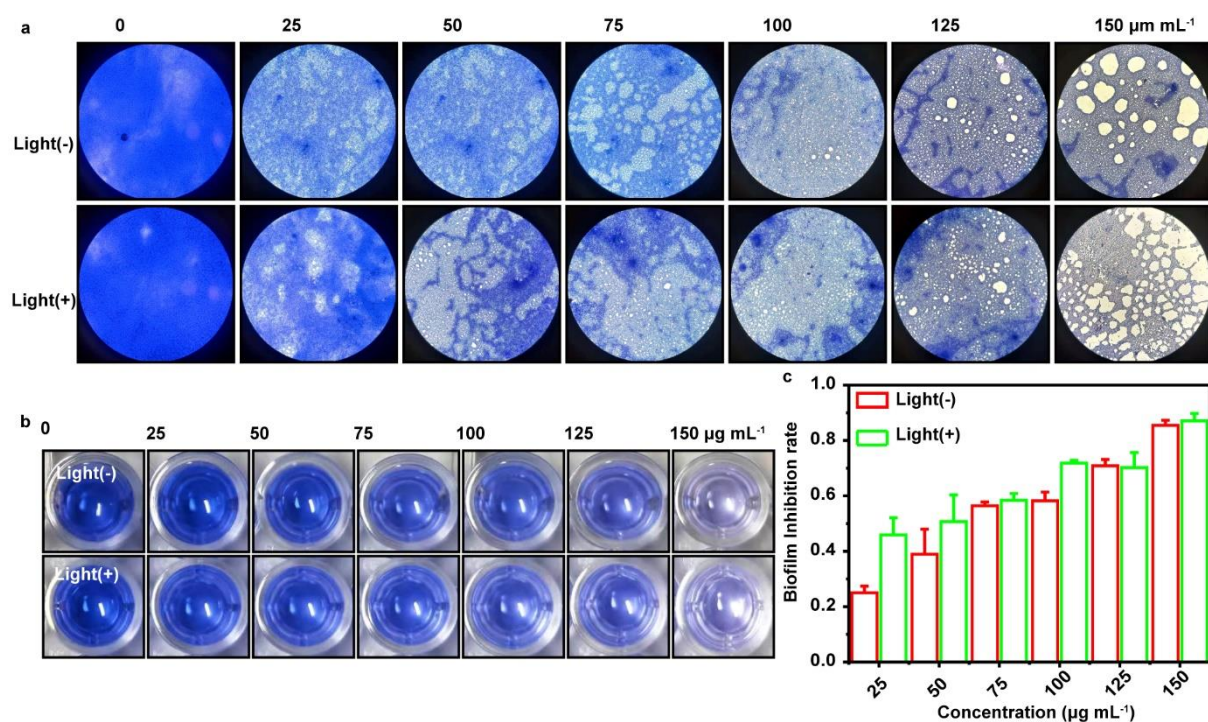 a
0 25 50 75 100 125 150 μm mL⁻¹
Light(-)
Light(+)
b
0 25 50 75 100 125 150 μg mL⁻¹
Light(-)
Light(+)
c
Light(-)
Light(+)
1.0
0.8
0.6
0.4
0.2
0.0
Biofilm Inhibition rate
25 50 75 100 125 150
Concentration (μg mL⁻¹)